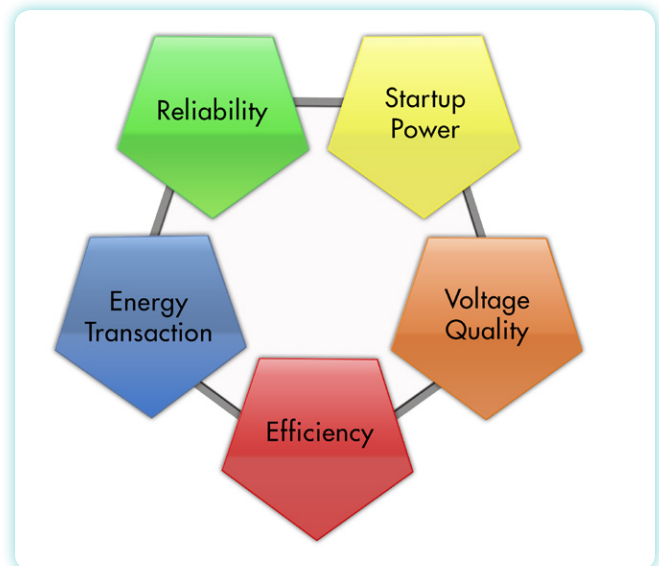 Reliability
Startup
Power
Energy
Transaction
Voltage
Quality
Efficiency